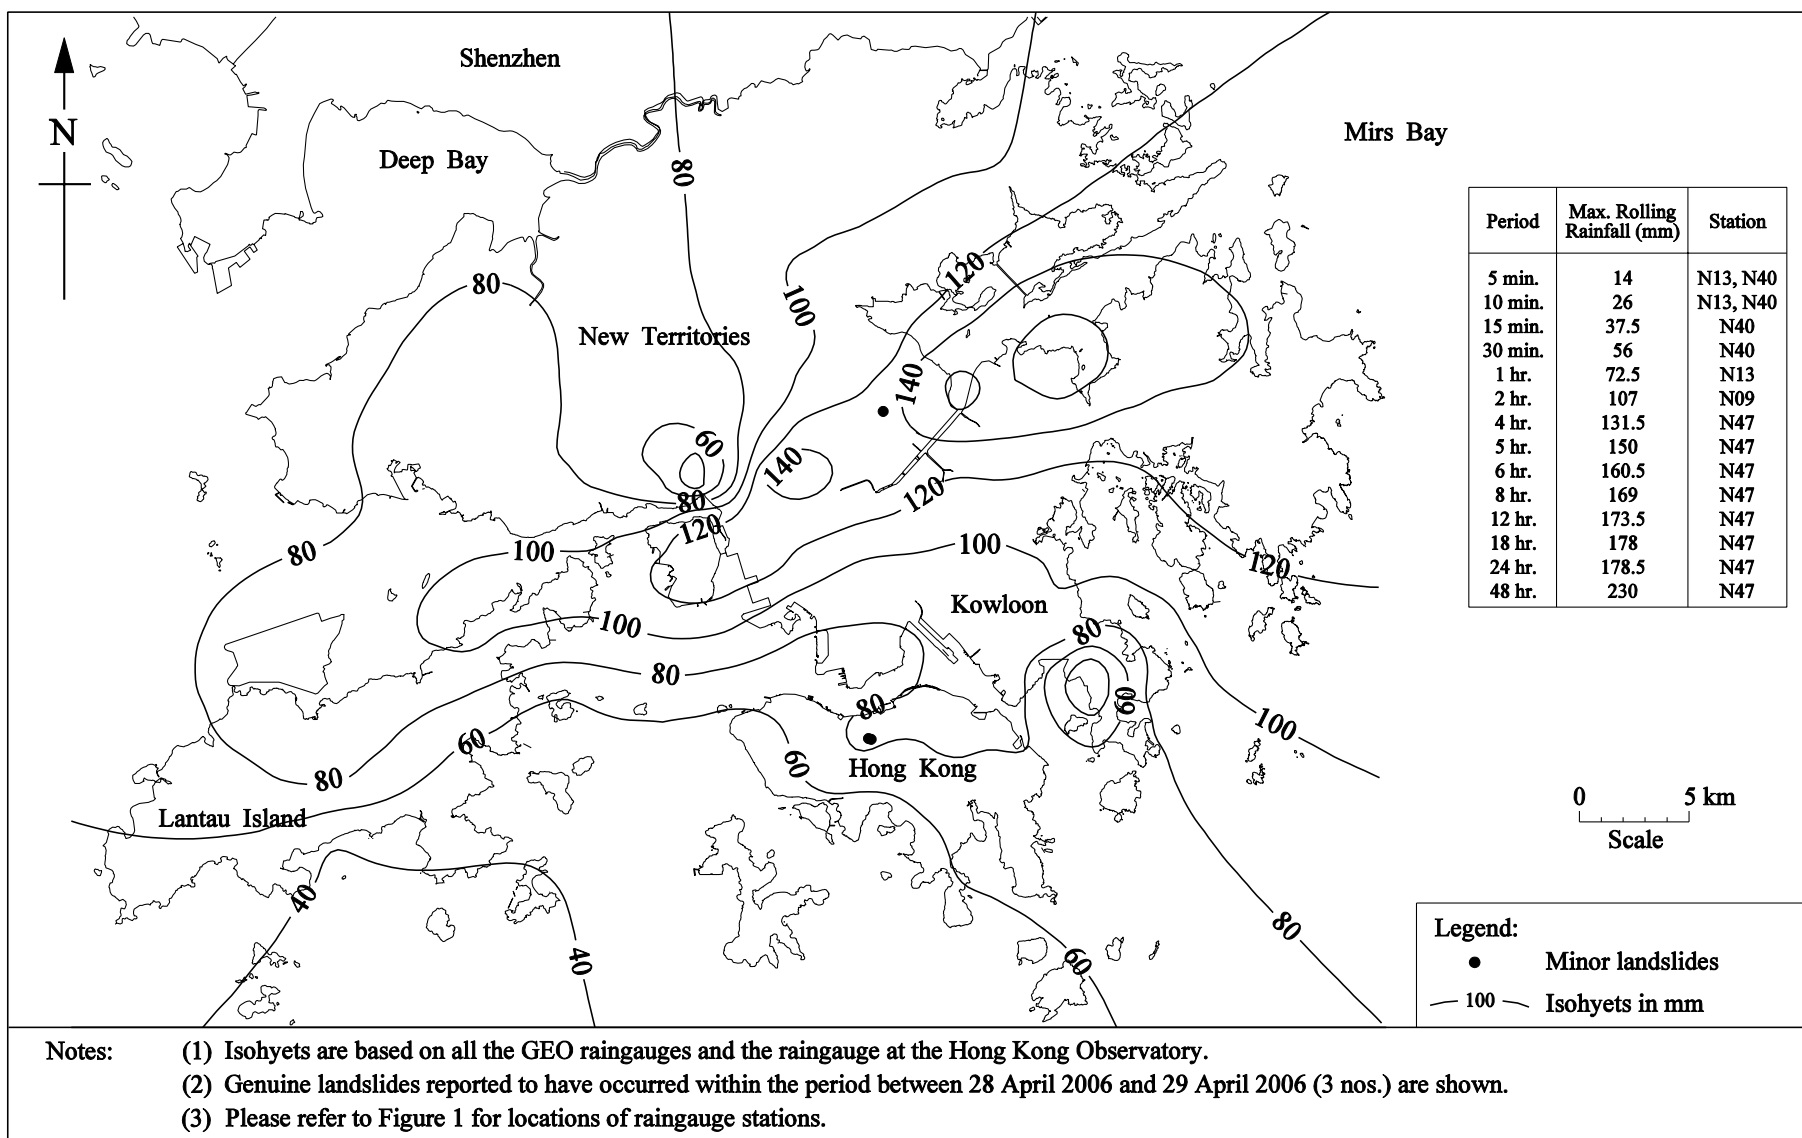 Shenzhen
N
Deep Bay
Mirs Bay
80
80
120
100
New Territories
140
60
140
80
120
120
80
100
100
120
100
Kowloon
80
80
60
80
100
60
60
80
Hong Kong
Lantau Island
40
80
60
40
Period Max. Rolling Rainfall (mm) Station
5 min. 14 N13, N40
10 min. 26 N13, N40
15 min. 37.5 N40
30 min. 56 N40
1 hr. 72.5 N13
2 hr. 107 N09
4 hr. 131.5 N47
5 hr. 150 N47
6 hr. 160.5 N47
8 hr. 169 N47
12 hr. 173.5 N47
18 hr. 178 N47
24 hr. 178.5 N47
48 hr. 230 N47
0 5 km
Scale
Legend:
Minor landslides
100 Isohyets in mm
Notes: (1) Isohyets are based on all the GEO raingauges and the raingauge at the Hong Kong Observatory.
(2) Genuine landslides reported to have occurred within the period between 28 April 2006 and 29 April 2006 (3 nos.) are shown.
(3) Please refer to Figure 1 for locations of raingauge stations.